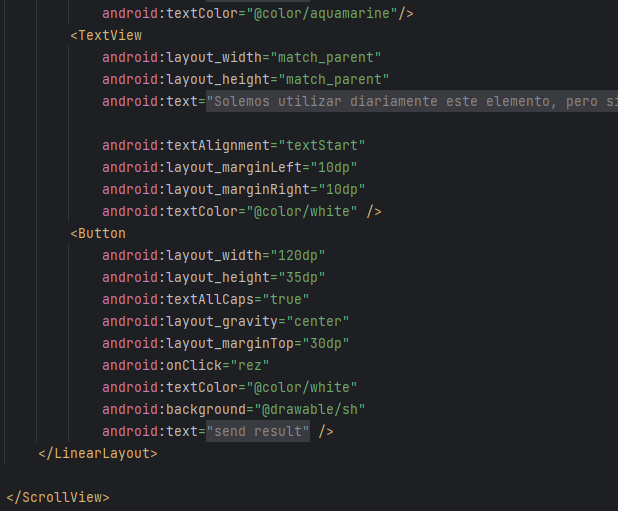 android:textColor="@color/aquamarine"/>
<TextView
android:layout_width="match_parent"
android:layout_height="match_parent"
android:text="Solemos utilizar diariamente este elemento, pero si
android:textAlignment="textStart"
android:layout_marginLeft="10dp"
android:layout_marginRight="10dp"
android:textColor="@color/white" />
<Button
android:layout_width="120dp"
android:layout_height="35dp"
android:textAllCaps="true"
android:layout_gravity="center"
android:layout_marginTop="30dp"
android:onClick="rez"
android:textColor="@color/white"
android:background="@drawable/sh"
android:text="send result" />
</LinearLayout>
</ScrollView>